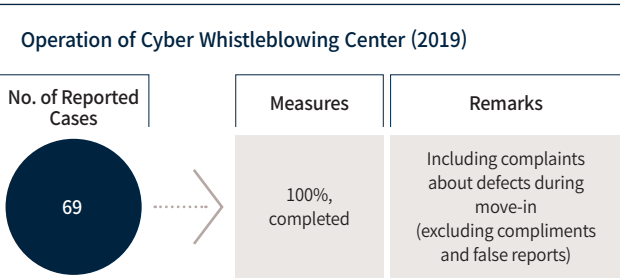 Operation of Cyber Whistleblowing Center (2019)
No. of Reported
Cases
Measures
Remarks
69
100%,
completed
Including complaints
about defects during
move-in
(excluding compliments
and false reports)